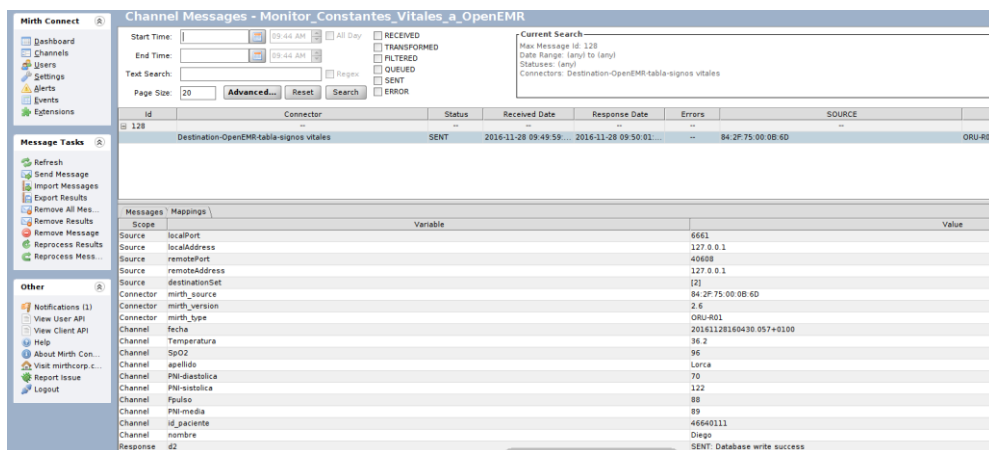 Mirth Connect
Dashboard
Channels
Users
Settings
Alerts
Events
Extensions
Message Tasks
Refresh
Send Message
Import Messages
Export Results
Remove All Mes...
Remove Results
Remove Message
Reprocess Results
Reprocess Mess...
Other
Notifications (1)
View User API
View Client API
Help
About Mirth Con...
Visit mirthcorp.c...
Report Issue
Logout
Channel Messages - Monitor_Constantes_Vitales_a_OpenEMR
Start Time: 09:44 AM All Day
End Time: 09:44 AM
Text Search: Regex
Page Size: 20 Advanced... Reset Search
RECEIVED
TRANSFORMED
FILTERED
QUEUED
SENT
ERROR
Current Search
Max Message Id: 128
Date Range: (any) to (any)
Statuses: (any)
Connectors: Destination-OpenEMR-tabla-signos vitales
Id Connector Status Received Date Response Date Errors SOURCE
128 -- -- -- -- -- --
Destination-OpenEMR-tabla-signos vitales SENT 2016-11-28 09:49:59:... 2016-11-28 09:50:01:... -- 84:2F:75:00:0B:6D ORU-R0
Messages Mappings
Scope Variable Value
Source localPort 6661
Source localAddress 127.0.0.1
Source remotePort 40608
Source remoteAddress 127.0.0.1
Source destinationSet [2]
Connector mirth_source 84:2F:75:00:0B:6D
Connector mirth_version 2.6
Connector mirth_type ORU-R01
Channel fecha 20161128160430.057+0100
Channel Temperatura 36.2
Channel SpO2 96
Channel apellido Lorca
Channel PNI-diastolica 70
Channel PNI-sistolica 122
Channel Fpulso 88
Channel PNI-media 89
Channel id_paciente 46640111
Channel nombre Diego
Response d2 SENT: Database write success